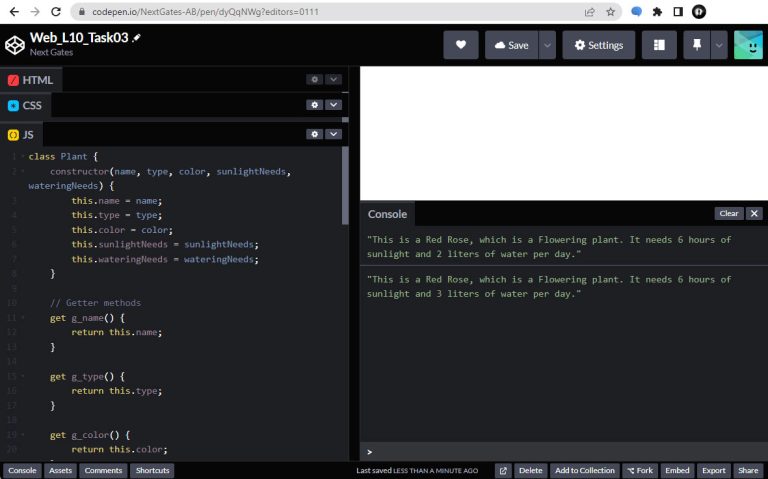 codepen.io/NextGates-AB/pen/dyQqNWg?editors=0111
Web_L10_Task03
Next Gates
Save
Settings
HTML
CSS
JS
1 class Plant {
2 constructor(name, type, color, sunlightNeeds,
wateringNeeds) {
3 this.name = name;
4 this.type = type;
5 this.color = color;
6 this.sunlightNeeds = sunlightNeeds;
7 this.wateringNeeds = wateringNeeds;
8 }
9
10 // Getter methods
11 get g_name() {
12 return this.name;
13 }
14
15 get g_type() {
16 return this.type;
17 }
18
19 get g_color() {
20 return this.color;
Console
Clear
"This is a Red Rose, which is a Flowering plant. It needs 6 hours of
sunlight and 2 liters of water per day."
"This is a Red Rose, which is a Flowering plant. It needs 6 hours of
sunlight and 3 liters of water per day."
>
Console Assets Comments Shortcuts Last saved LESS THAN A MINUTE AGO Delete Add to Collection Fork Embed Export Share